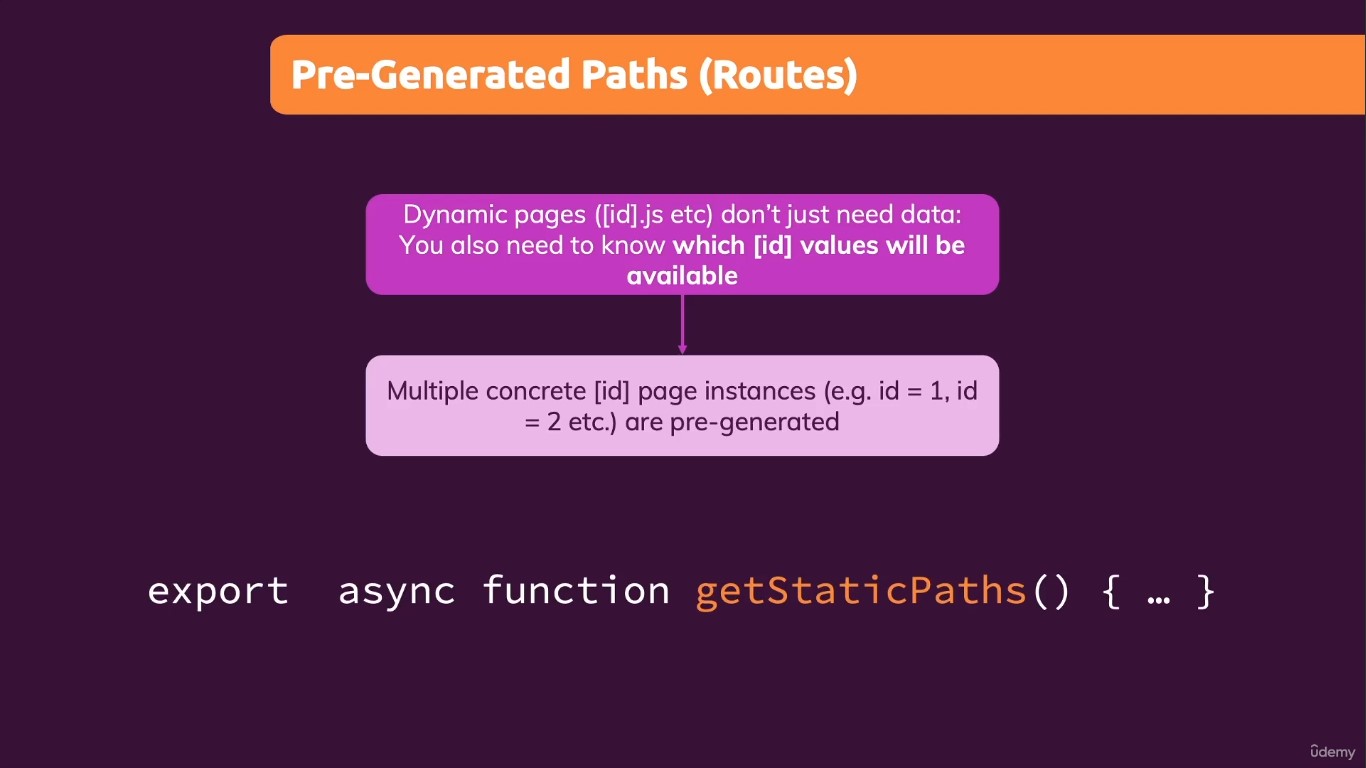 Pre-Generated Paths (Routes)
Dynamic pages ([id].js etc) don’t just need data:
You also need to know which [id] values will be
available
Multiple concrete [id] page instances (e.g. id = 1, id
= 2 etc.) are pre-generated
export  async function getStaticPaths() { … }
ûdemy